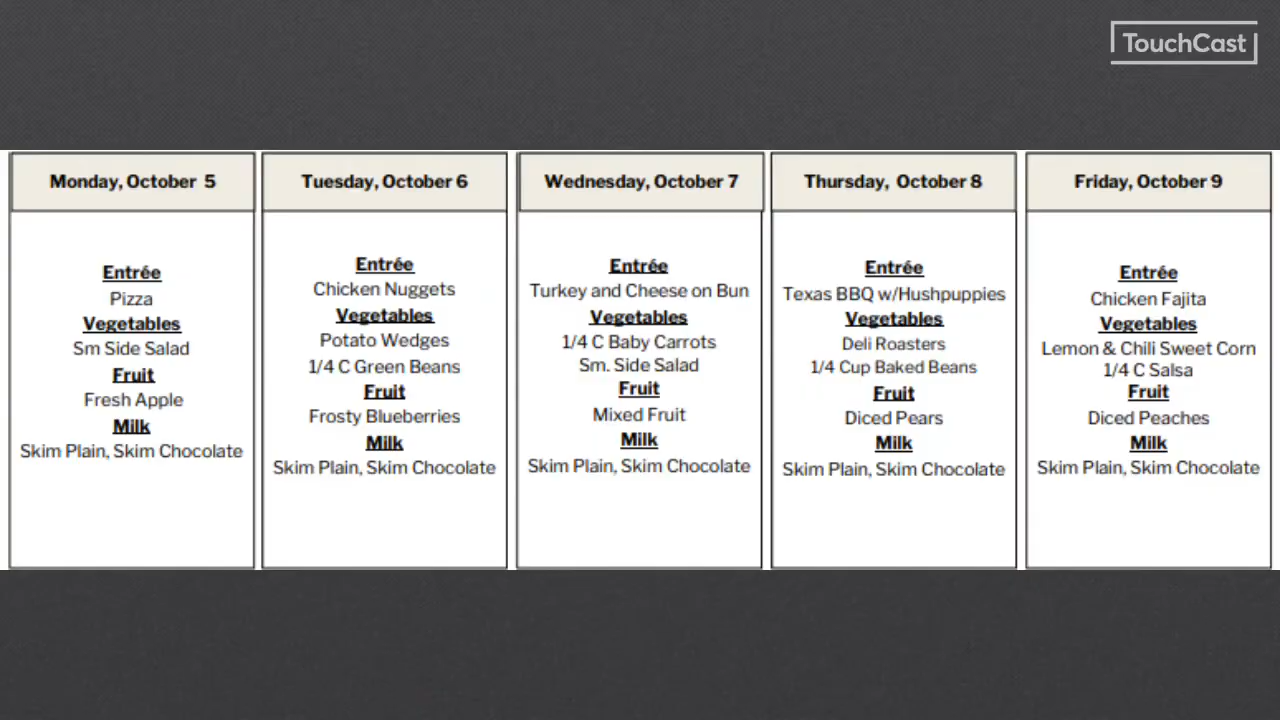 TouchCast
Monday, October 5
Entrée
Pizza
Vegetables
Sm Side Salad
Fruit
Fresh Apple
Milk
Skim Plain, Skim Chocolate
Tuesday, October 6
Entrée
Chicken Nuggets
Vegetables
Potato Wedges
1/4 C Green Beans
Fruit
Frosty Blueberries
Milk
Skim Plain, Skim Chocolate
Wednesday, October 7
Entrée
Turkey and Cheese on Bun
Vegetables
1/4 C Baby Carrots
Sm. Side Salad
Fruit
Mixed Fruit
Milk
Skim Plain, Skim Chocolate
Thursday, October 8
Entrée
Texas BBQ w/Hushpuppies
Vegetables
Deli Roasters
1/4 Cup Baked Beans
Fruit
Diced Pears
Milk
Skim Plain, Skim Chocolate
Friday, October 9
Entrée
Chicken Fajita
Vegetables
Lemon & Chili Sweet Corn
1/4 C Salsa
Fruit
Diced Peaches
Milk
Skim Plain, Skim Chocolate